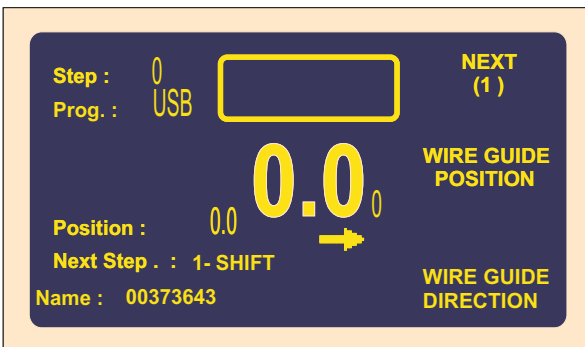 Step : 0
Prog. : USB
NEXT
(1 )
0.0 0
WIRE GUIDE
POSITION
Position : 0.0
Next Step . : 1- SHIFT
Name : 00373643
WIRE GUIDE
DIRECTION